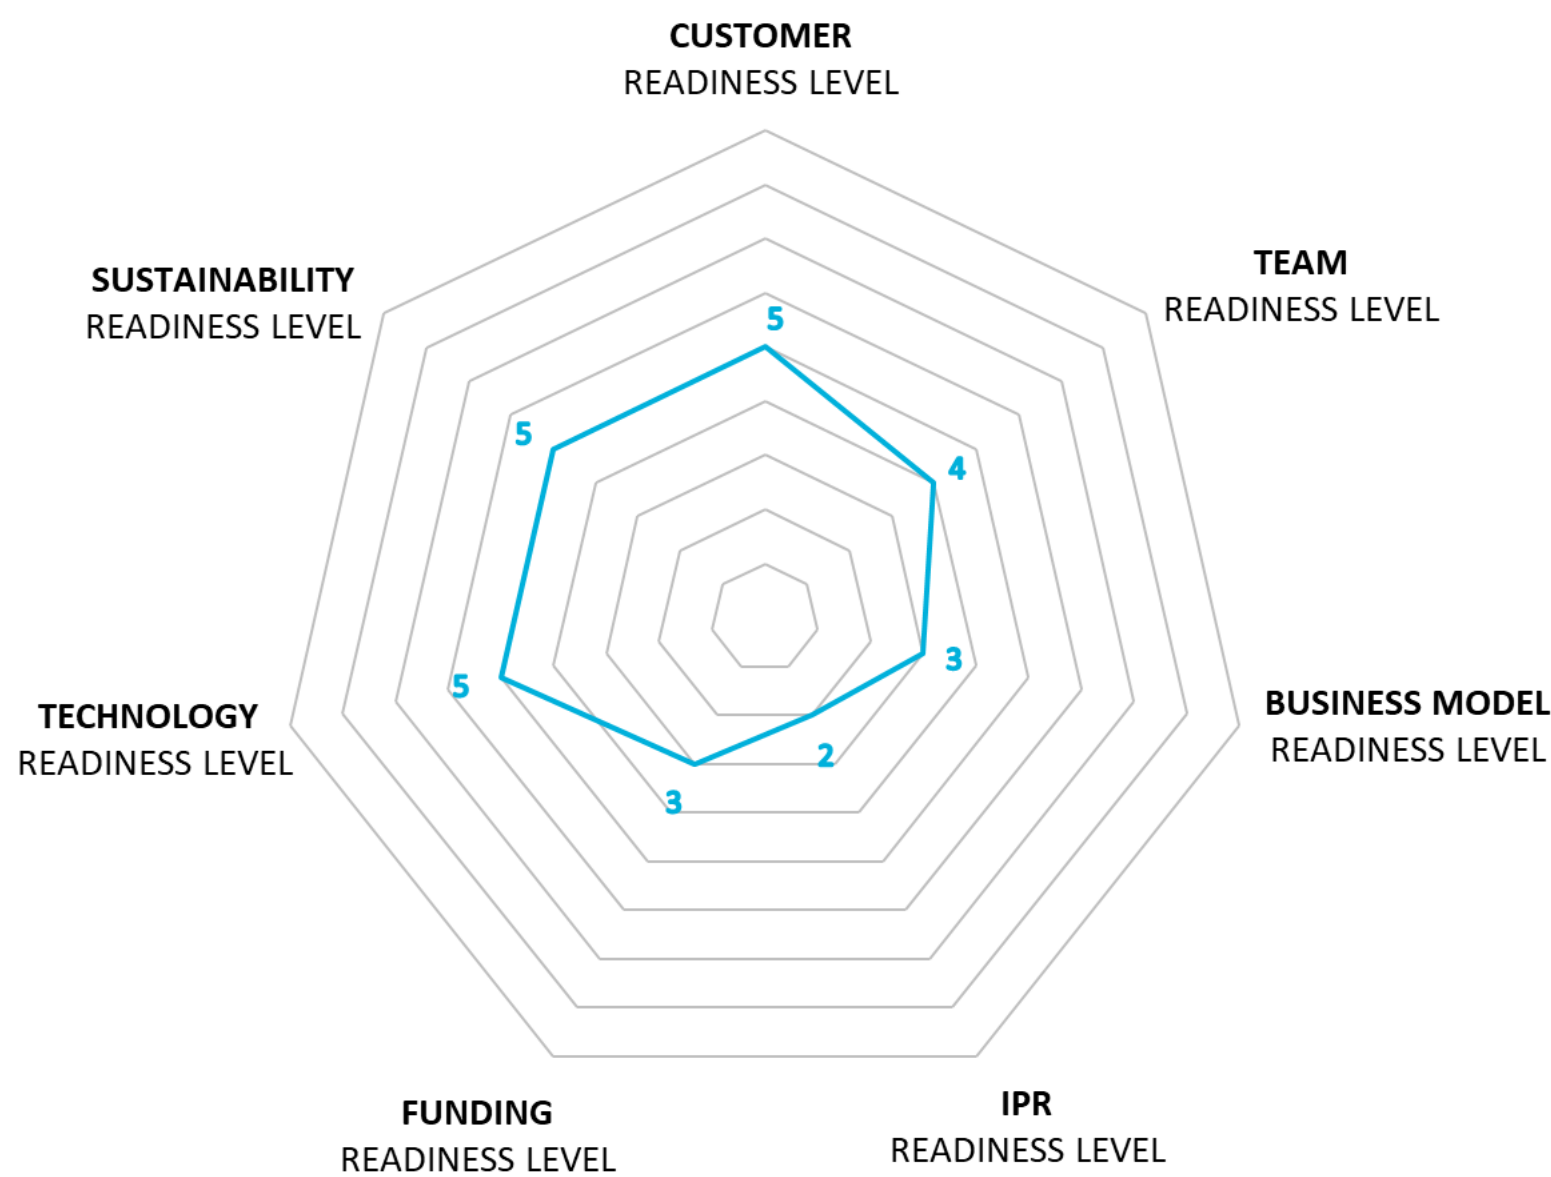 CUSTOMER
READINESS LEVEL
TEAM
READINESS LEVEL
SUSTAINABILITY
READINESS LEVEL
5
5
4
3
5
2
3
BUSINESS MODEL
READINESS LEVEL
TECHNOLOGY
READINESS LEVEL
IPR
READINESS LEVEL
FUNDING
READINESS LEVEL